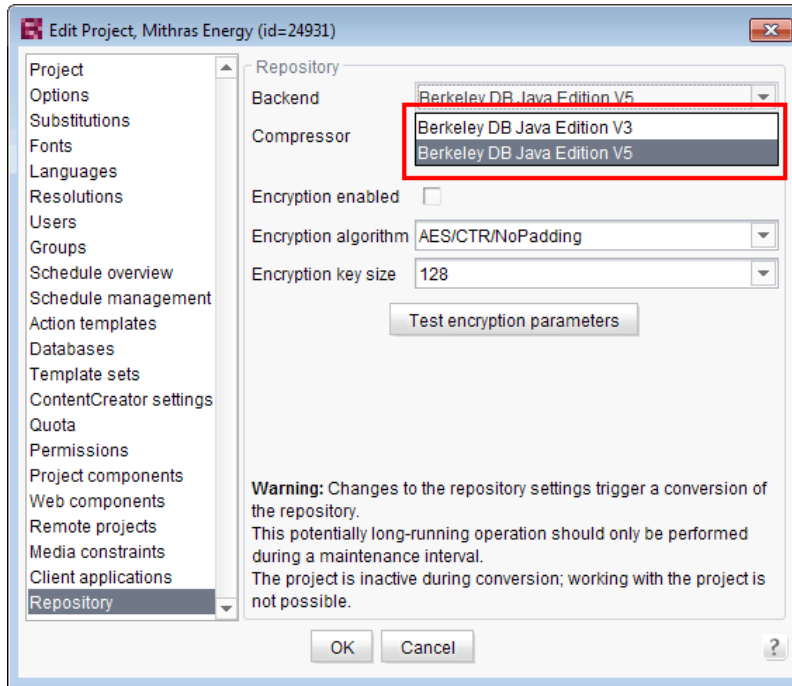 Edit Project, Mithras Energy (id=24931)
Project
Options
Substitutions
Fonts
Languages
Resolutions
Users
Groups
Schedule overview
Schedule management
Action templates
Databases
Template sets
ContentCreator settings
Quota
Permissions
Project components
Web components
Remote projects
Media constraints
Client applications
Repository
Repository
Backend Berkeley DB Java Edition V5
Compressor
Berkeley DB Java Edition V3
Berkeley DB Java Edition V5
Encryption enabled
Encryption algorithm AES/CTR/NoPadding
Encryption key size 128
Test encryption parameters
Warning: Changes to the repository settings trigger a conversion of
the repository.
This potentially long-running operation should only be performed
during a maintenance interval.
The project is inactive during conversion; working with the project is
not possible.
OK Cancel ?